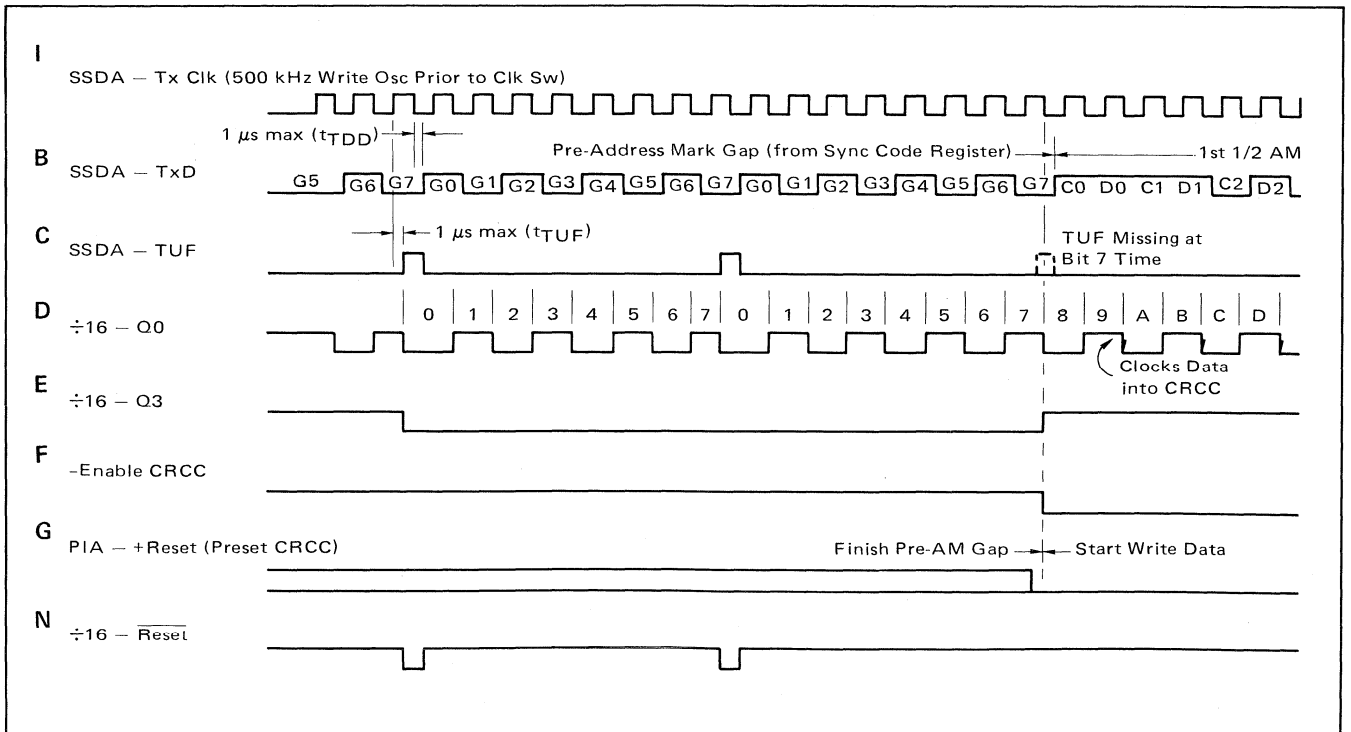 I
SSDA – Tx Clk (500 kHz Write Osc Prior to Clk Sw)
1 μs max (tTDD)
B
Pre-Address Mark Gap (from Sync Code Register)
1st 1/2 AM
SSDA – TxD
G5 G6 G7 G0 G1 G2 G3 G4 G5 G6 G7 G0 G1 G2 G3 G4 G5 G6 G7 C0 D0 C1 D1 C2 D2
C
1 μs max (tTUF)
SSDA – TUF
TUF Missing at
Bit 7 Time
D
0 1 2 3 4 5 6 7 0 1 2 3 4 5 6 7 8 9 A B C D
÷16 – Q0
Clocks Data
into CRCC
E
÷16 – Q3
F
-Enable CRCC
G
PIA – +Reset (Preset CRCC)
Finish Pre-AM Gap
Start Write Data
N
÷16 – R̅e̅s̅e̅t̅